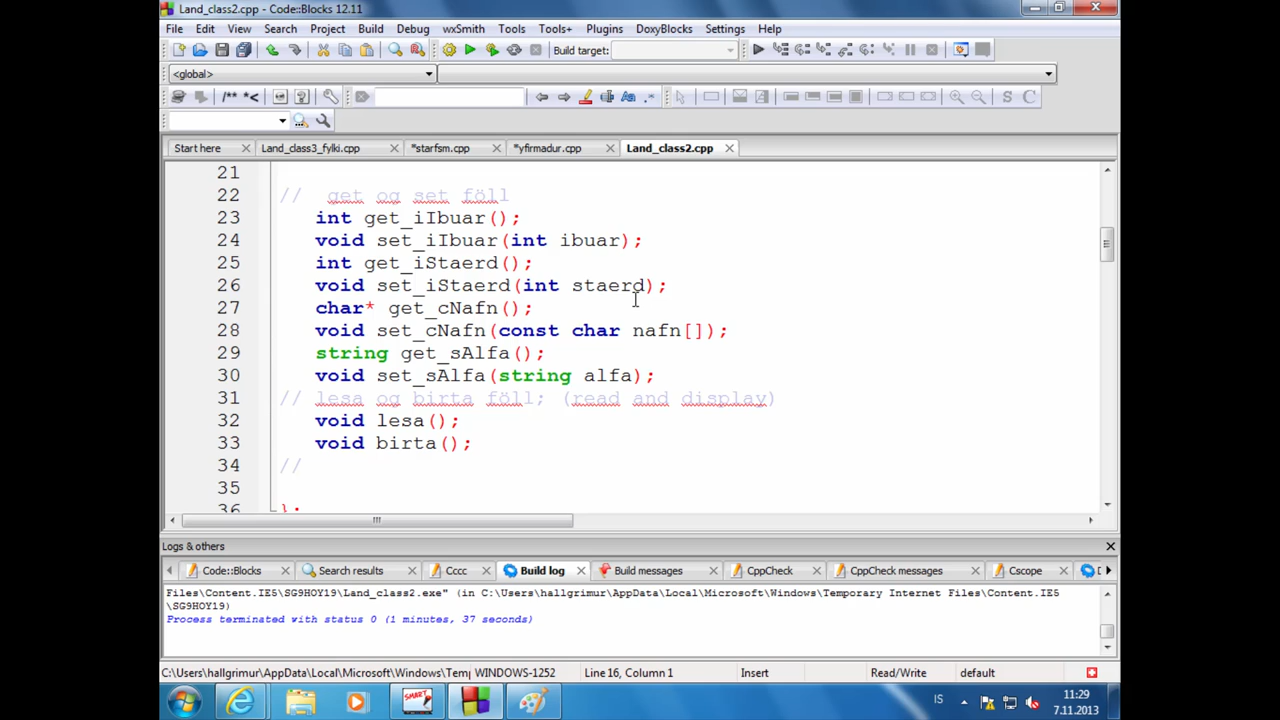 Land_class2.cpp - Code::Blocks 12.11
File Edit View Search Project Build Debug wxSmith Tools Tools+ Plugins DoxyBlocks Settings Help
Build target:
<global>
/** *<
Start here Land_class3_fylki.cpp *starfsm.cpp *yfirmadur.cpp Land_class2.cpp
21
22 // get og set föll
23 int get_iIbuar();
24 void set_iIbuar(int ibuar);
25 int get_iStaerd();
26 void set_iStaerd(int staerd);
27 char* get_cNafn();
28 void set_cNafn(const char nafn[]);
29 string get_sAlfa();
30 void set_sAlfa(string alfa);
31 // lesa og birta föll; (read and display)
32 void lesa();
33 void birta();
34 //
35
36 };
Logs & others
Code::Blocks Search results Cccc Build log Build messages CppCheck CppCheck messages Cscope
Files\Content.IE5\SG9HOY19\Land_class2.exe" (in C:\Users\hallgrimur\AppData\Local\Microsoft\Windows\Temporary Internet Files\Content.IE5
\SG9HOY19)
Process terminated with status 0 (1 minutes, 37 seconds)
C:\Users\hallgrimur\AppData\Local\Microsoft\Windows\Temp WINDOWS-1252 Line 16, Column 1 Insert Read/Write default
SMART IS 11:29
7.11.2013